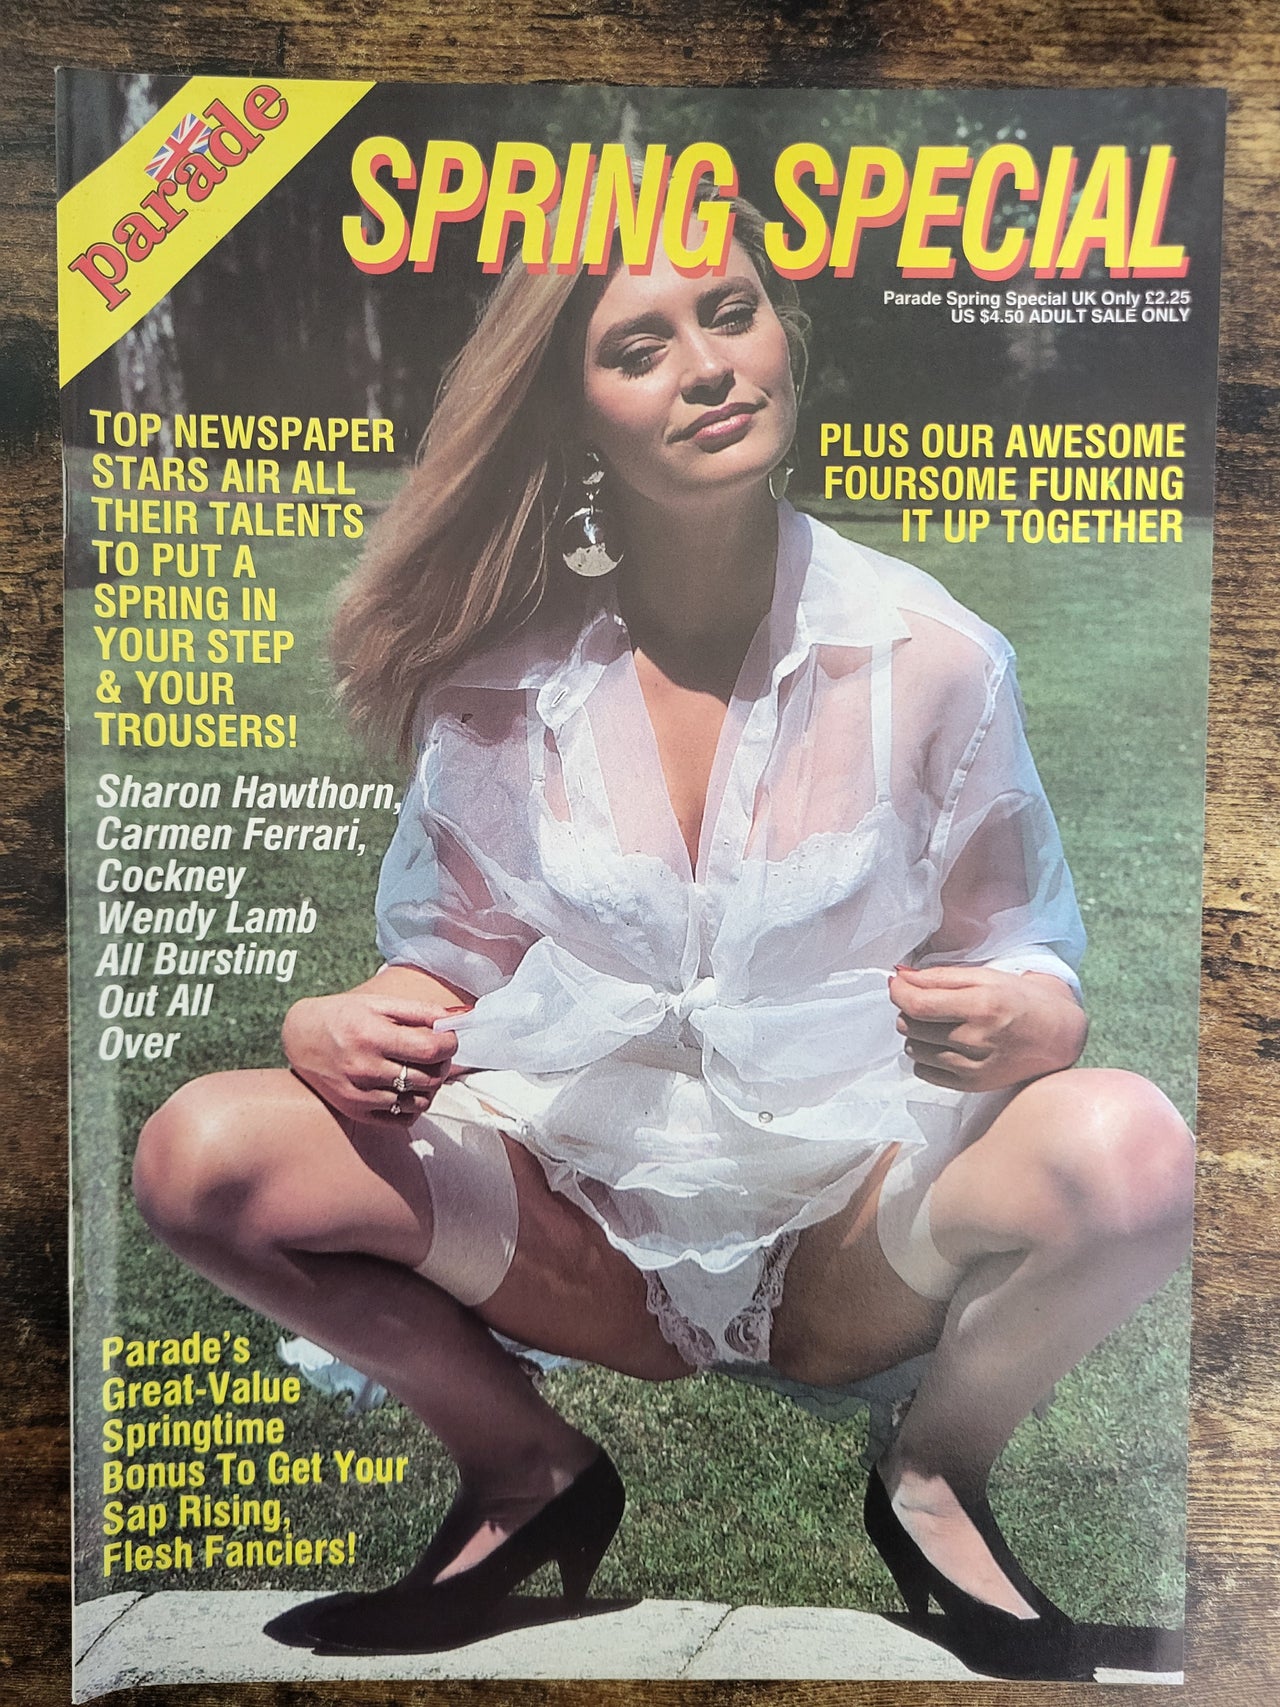 parade
SPRING SPECIAL
Parade Spring Special UK Only £2.25
US $4.50 ADULT SALE ONLY
TOP NEWSPAPER
STARS AIR ALL
THEIR TALENTS
TO PUT A
SPRING IN
YOUR STEP
& YOUR
TROUSERS!
PLUS OUR AWESOME
FOURSOME FUNKING
IT UP TOGETHER
Sharon Hawthorn,
Carmen Ferrari,
Cockney
Wendy Lamb
All Bursting
Out All
Over
Parade's
Great-Value
Springtime
Bonus To Get Your
Sap Rising,
Flesh Fanciers!